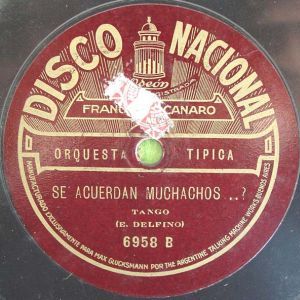 DISCO NACIONAL
Odeón
FRANC CANARO
ORQUESTA TIPICA
SE ACUERDAN MUCHACHOS...?
TANGO
(E. DELFINO)
6958 B
MANUFACTURADO EXCLUSIVAMENTE PARA MAX GLUCKSMANN POR THE ARGENTINE TALKING MACHINE WORKS BUENOS AIRES